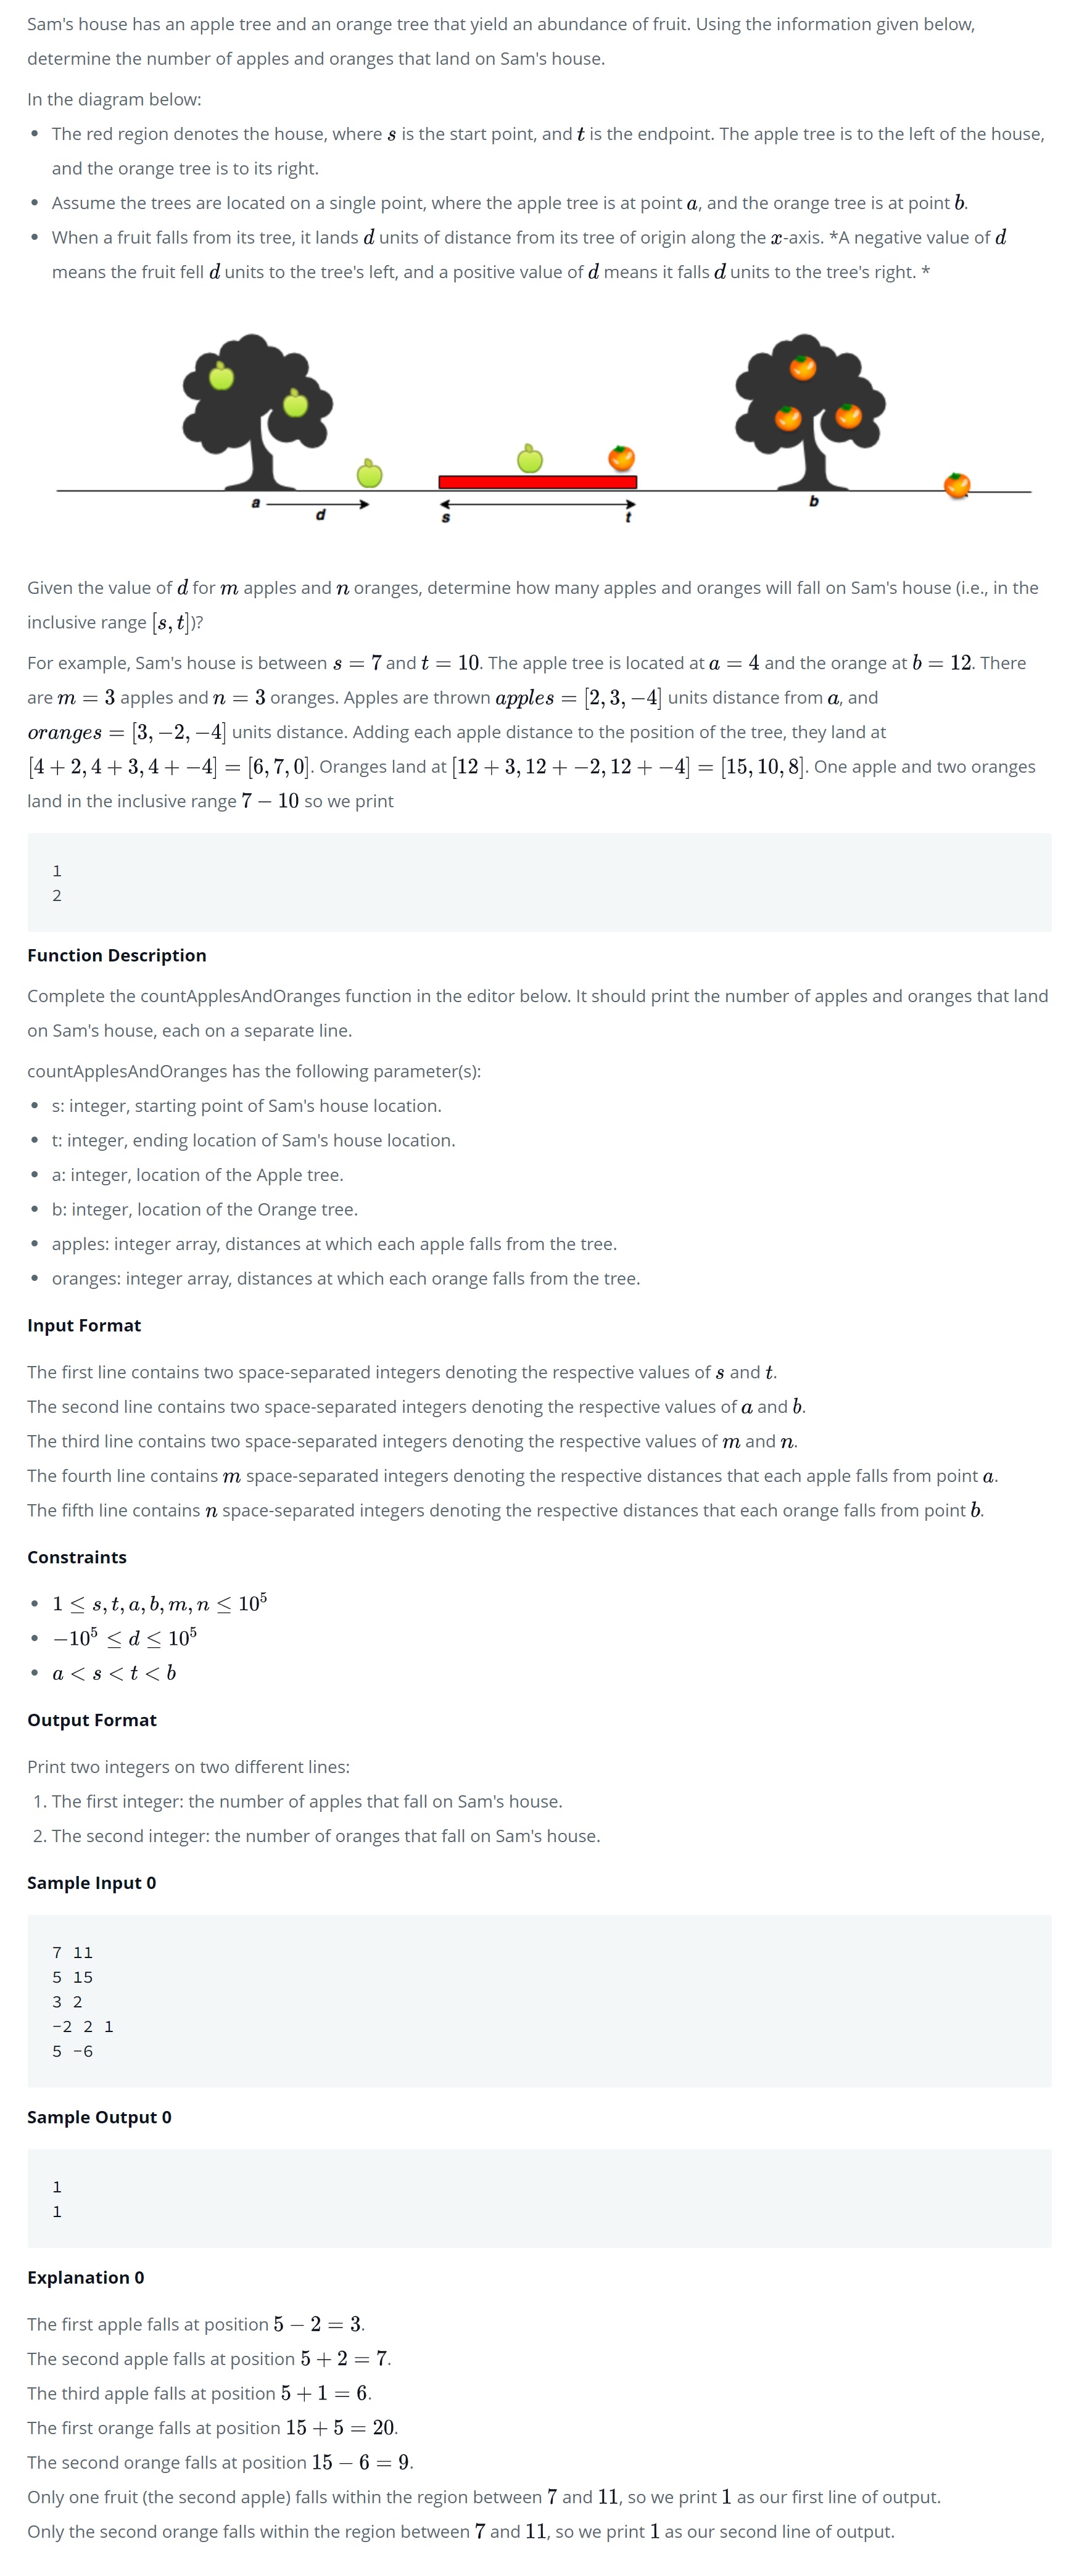 Sam's house has an apple tree and an orange tree that yield an abundance of fruit. Using the information given below,
determine the number of apples and oranges that land on Sam's house.
In the diagram below:
• The red region denotes the house, where s is the start point, and t is the endpoint. The apple tree is to the left of the house,
and the orange tree is to its right.
• Assume the trees are located on a single point, where the apple tree is at point a, and the orange tree is at point b.
• When a fruit falls from its tree, it lands d units of distance from its tree of origin along the x-axis. *A negative value of d
means the fruit fell d units to the tree's left, and a positive value of d means it falls d units to the tree's right. *
a
d
s
t
b
Given the value of d for m apples and n oranges, determine how many apples and oranges will fall on Sam's house (i.e., in the
inclusive range [s, t])?
For example, Sam's house is between s = 7 and t = 10. The apple tree is located at a = 4 and the orange at b = 12. There
are m = 3 apples and n = 3 oranges. Apples are thrown apples = [2, 3, −4] units distance from a, and
oranges = [3, −2, −4] units distance. Adding each apple distance to the position of the tree, they land at
[4 + 2, 4 + 3, 4 + −4] = [6, 7, 0]. Oranges land at [12 + 3, 12 + −2, 12 + −4] = [15, 10, 8]. One apple and two oranges
land in the inclusive range 7 − 10 so we print
1
2
Function Description
Complete the countApplesAndOranges function in the editor below. It should print the number of apples and oranges that land
on Sam's house, each on a separate line.
countApplesAndOranges has the following parameter(s):
• s: integer, starting point of Sam's house location.
• t: integer, ending location of Sam's house location.
• a: integer, location of the Apple tree.
• b: integer, location of the Orange tree.
• apples: integer array, distances at which each apple falls from the tree.
• oranges: integer array, distances at which each orange falls from the tree.
Input Format
The first line contains two space-separated integers denoting the respective values of s and t.
The second line contains two space-separated integers denoting the respective values of a and b.
The third line contains two space-separated integers denoting the respective values of m and n.
The fourth line contains m space-separated integers denoting the respective distances that each apple falls from point a.
The fifth line contains n space-separated integers denoting the respective distances that each orange falls from point b.
Constraints
• 1 ≤ s, t, a, b, m, n ≤ 10⁵
• −10⁵ ≤ d ≤ 10⁵
• a < s < t < b
Output Format
Print two integers on two different lines:
1. The first integer: the number of apples that fall on Sam's house.
2. The second integer: the number of oranges that fall on Sam's house.
Sample Input 0
7 11
5 15
3 2
-2 2 1
5 -6
Sample Output 0
1
1
Explanation 0
The first apple falls at position 5 − 2 = 3.
The second apple falls at position 5 + 2 = 7.
The third apple falls at position 5 + 1 = 6.
The first orange falls at position 15 + 5 = 20.
The second orange falls at position 15 − 6 = 9.
Only one fruit (the second apple) falls within the region between 7 and 11, so we print 1 as our first line of output.
Only the second orange falls within the region between 7 and 11, so we print 1 as our second line of output.